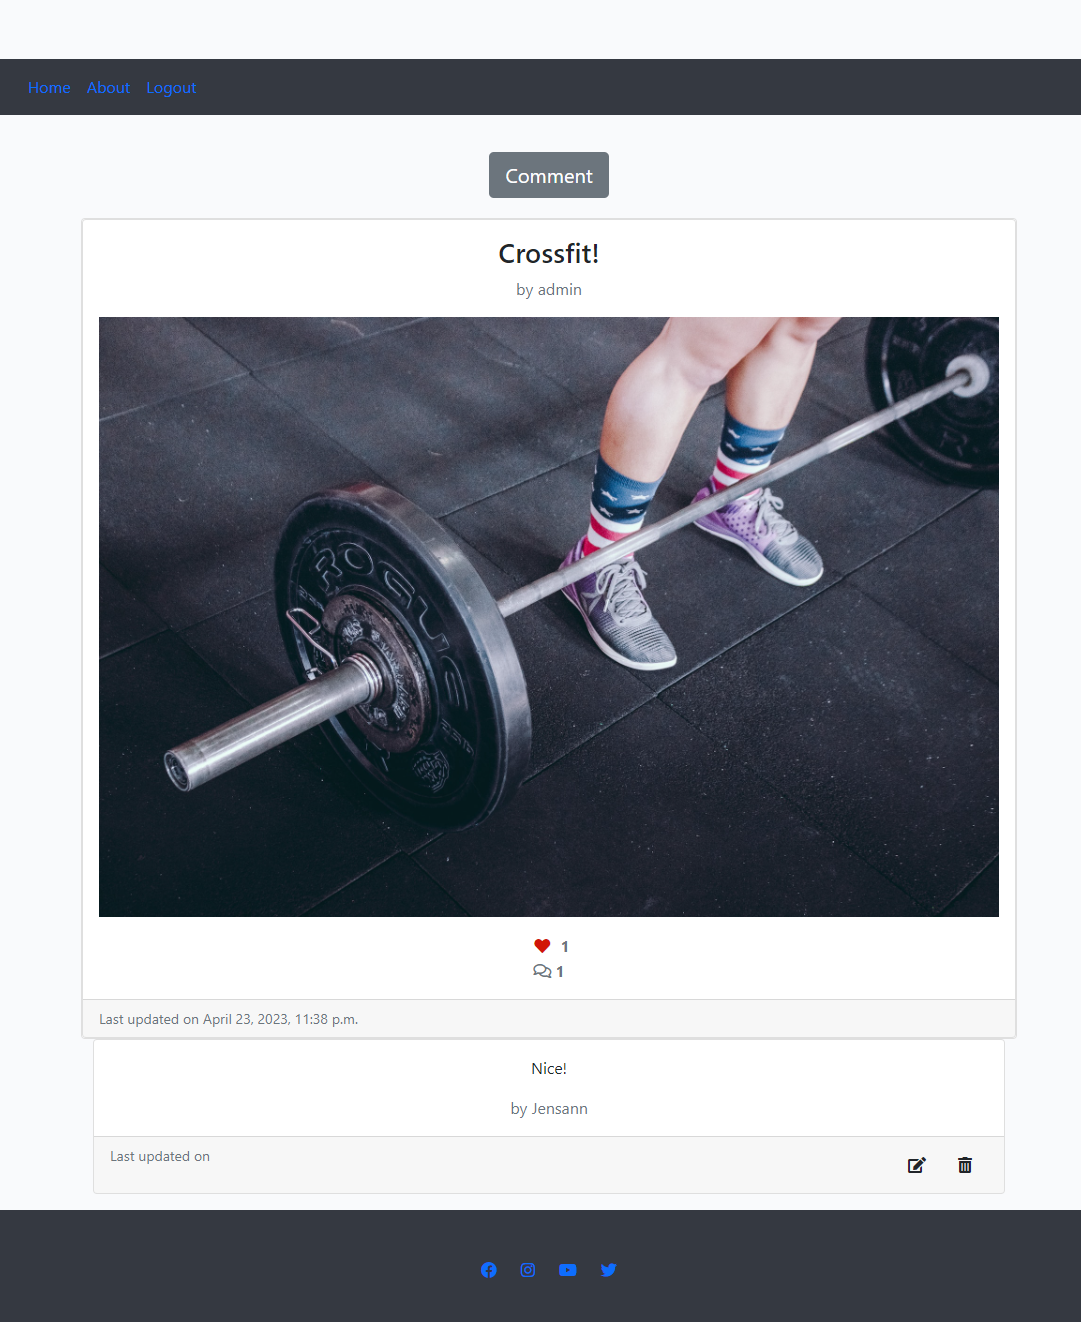 Home About Logout
Comment
Crossfit!
by admin
ROGUE
1
1
Last updated on April 23, 2023, 11:38 p.m.
Nice!
by Jensann
Last updated on